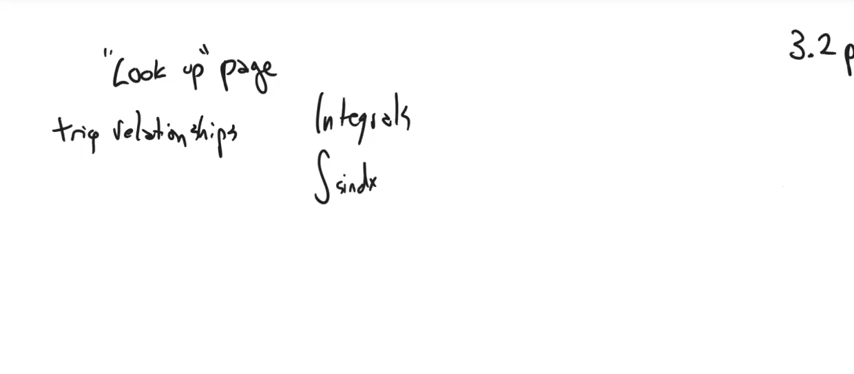 "Look up" page
trig relationships
Integrals
∫sindx
3.2 p